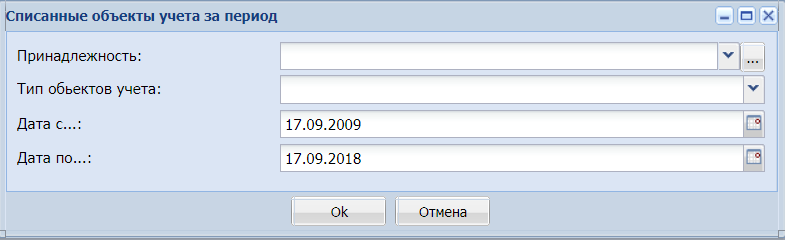 Списанные объекты учета за период
Принадлежность:
...
Тип обьектов учета:
Дата с...:
17.09.2009
Дата по...:
17.09.2018
Ok
Отмена